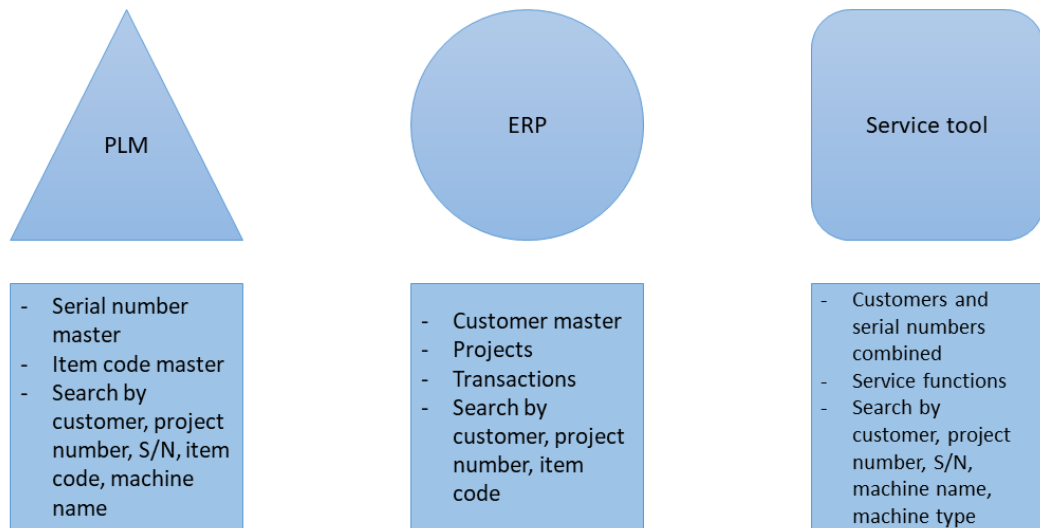 PLM
ERP
Service tool
- Serial number
master
- Item code master
- Search by
customer, project
number, S/N, item
code, machine
name
- Customer master
- Projects
- Transactions
- Search by
customer, project
number, item
code
- Customers and
serial numbers
combined
- Service functions
- Search by
customer, project
number, S/N,
machine name,
machine type